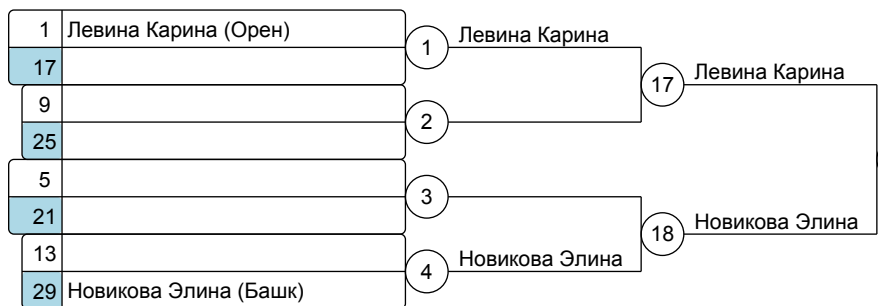 1 Левина Карина (Орен)
17
1 Левина Карина
9
25
2
17 Левина Карина
5
21
3
13
29 Новикова Элина (Башк)
4 Новикова Элина
18 Новикова Элина